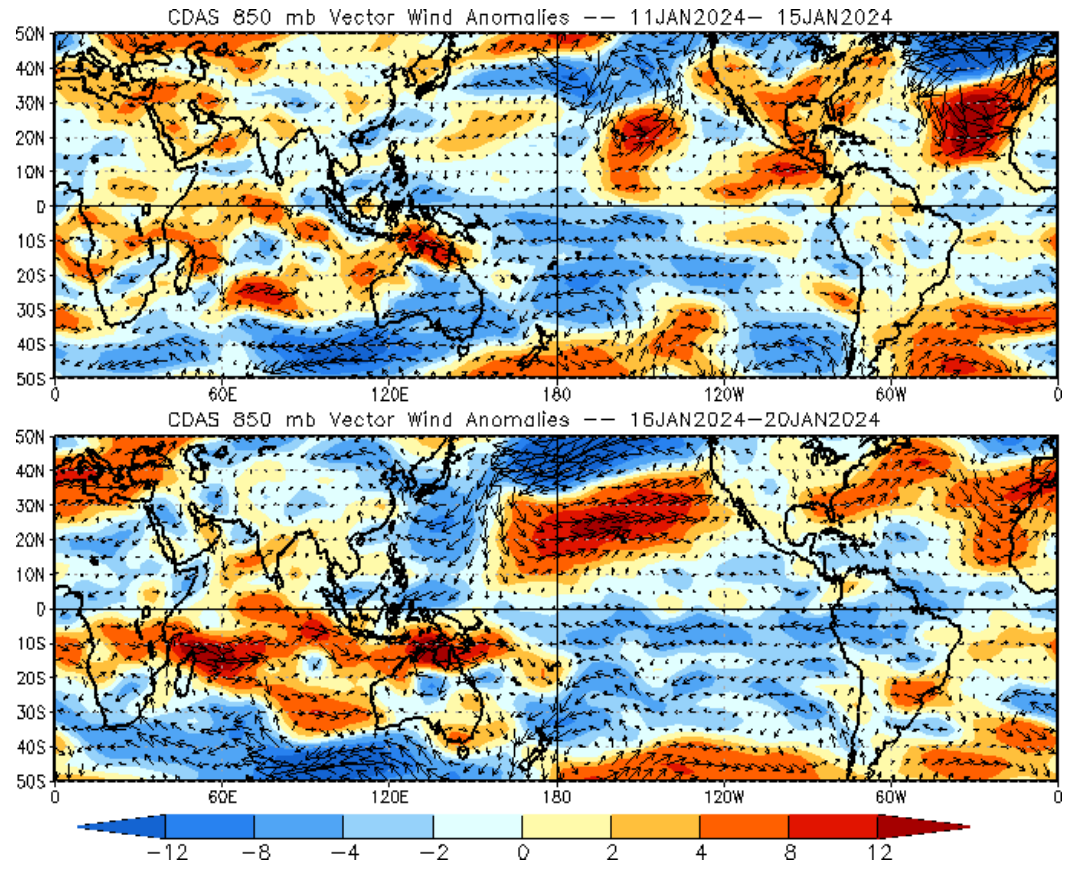 CDAS 850 mb Vector Wind Anomalies -- 11JAN2024- 15JAN2024
50N
40N
30N
20N
10N
0
10S
20S
30S
40S
50S
0 60E 120E 180 120W 60W 0
CDAS 850 mb Vector Wind Anomalies -- 16JAN2024-20JAN2024
50N
40N
30N
20N
10N
0
10S
20S
30S
40S
50S
0 60E 120E 180 120W 60W 0
-12 -8 -4 -2 0 2 4 8 12